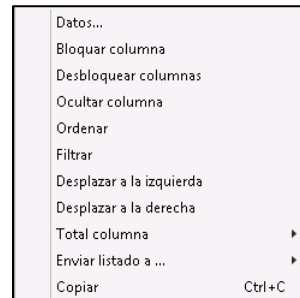 Datos...
Bloquar columna
Desbloquear columnas
Ocultar columna
Ordenar
Filtrar
Desplazar a la izquierda
Desplazar a la derecha
Total columna
Enviar listado a ...
Copiar Ctrl+C